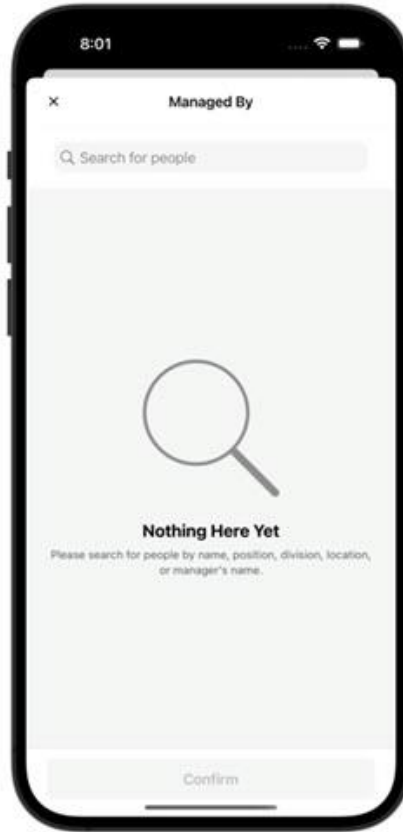 8:01
Managed By
Search for people
Nothing Here Yet
Please search for people by name, position, division, location,
or manager's name.
Confirm